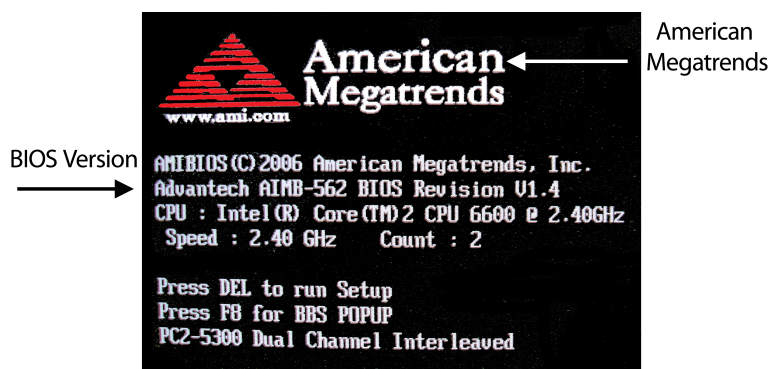 American
Megatrends
American
Megatrends
www.ami.com
BIOS Version
AMIBIOS(C)2006 American Megatrends, Inc.
Advantech AIMB-562 BIOS Revision V1.4
CPU : Intel(R) Core(TM)2 CPU 6600 @ 2.40GHz
Speed : 2.40 GHz Count : 2
Press DEL to run Setup
Press F8 for BBS POPUP
PC2-5300 Dual Channel Interleaved